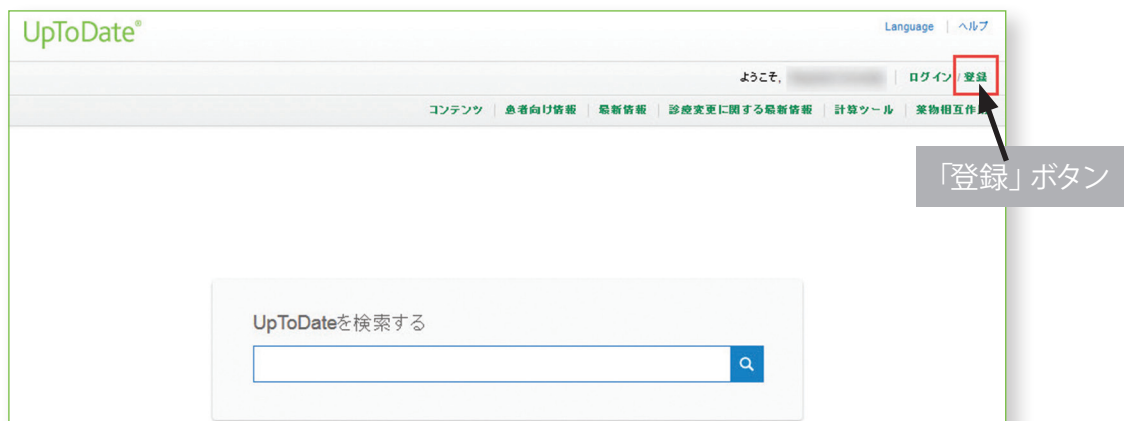 UpToDate®
Language | ヘルプ
ようこそ, | ログイン / 登録
コンテンツ | 患者向け情報 | 最新情報 | 診療変更に関する最新情報 | 計算ツール | 薬物相互作
「登録」ボタン
UpToDateを検索する